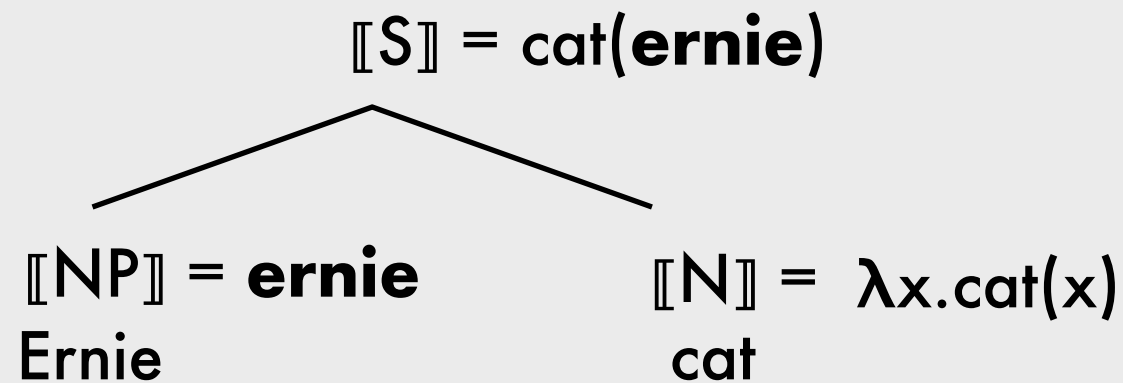 ⟦S⟧ = cat(ernie)
⟦NP⟧ = ernie
⟦N⟧ = λx.cat(x)
Ernie
cat